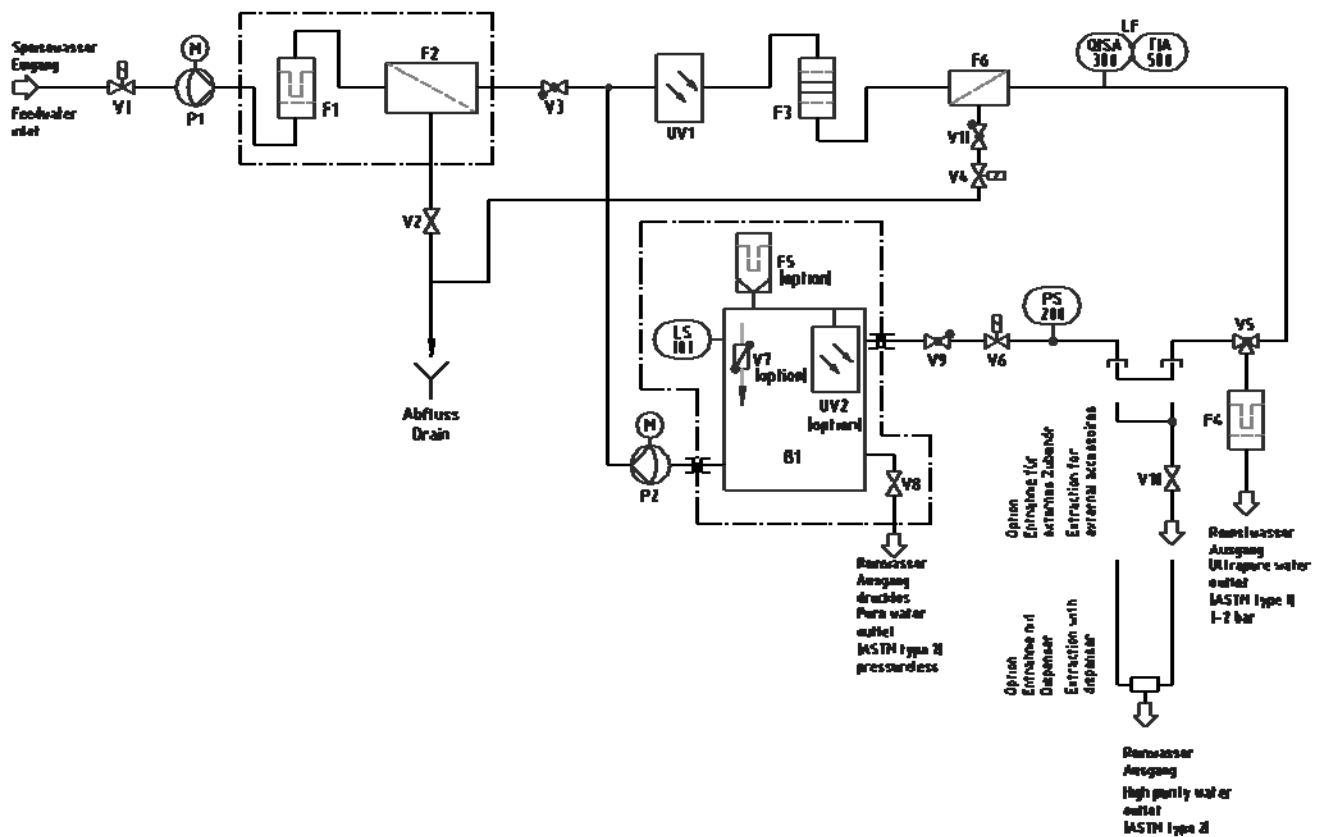 Speisewasser
Eingang
Feedwater
inlet
V1
M
P1
F1
F2
V2
Abfluss
Drain
V3
UV1
F3
F6
V11
V4
LF
QISA
300
TIA
500
F5
(option)
LS
101
V7
(option)
UV2
(option)
B1
M
P2
V8
V9
V6
PS
200
V5
F4
V10
Reinwasser
Ausgang
drucklos
Pure water
outlet
(ASTM type 2)
pressureless
Option
Entnahme für
externes Zubehör
Extraction for
external accessoires
Reinstwasser
Ausgang
Ultrapure water
outlet
(ASTM type 1)
1-2 bar
Option
Entnahme mit
Dispenser
Extraction with
dispenser
Reinwasser
Ausgang
High purity water
outlet
(ASTM type 2)